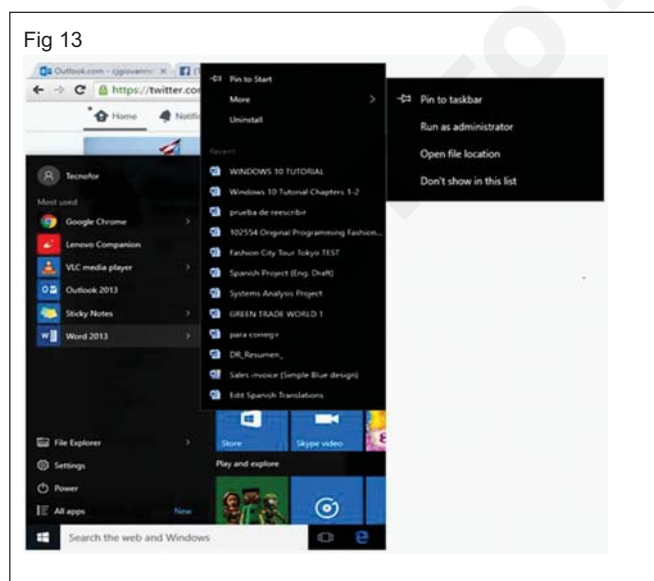 Fig 13
Outlook.com - cjgiovanni
https://twitter.co
Home
Notific
Tecnofor
Most used
Google Chrome
Lenovo Companion
VLC media player
Outlook 2013
Sticky Notes
Word 2013
File Explorer
Settings
Power
All apps New
Search the web and Windows
Pin to Start
More
Uninstall
Recent
WINDOWS 10 TUTORIAL
Windows 10 Tutorial Chapters 1-2
prueba de reescribir
102554 Original Programming Fashion...
Fashion City Tour Tokyo TEST
Spanish Project (Eng. Draft)
Systems Analysis Project
GREEN TRADE WORLD 1
para corregir
DR_Resumen_
Sales invoice (Simple Blue design)
Edit Spanish Translations
Store
Skype video
Play and explore
Pin to taskbar
Run as administrator
Open file location
Don't show in this list